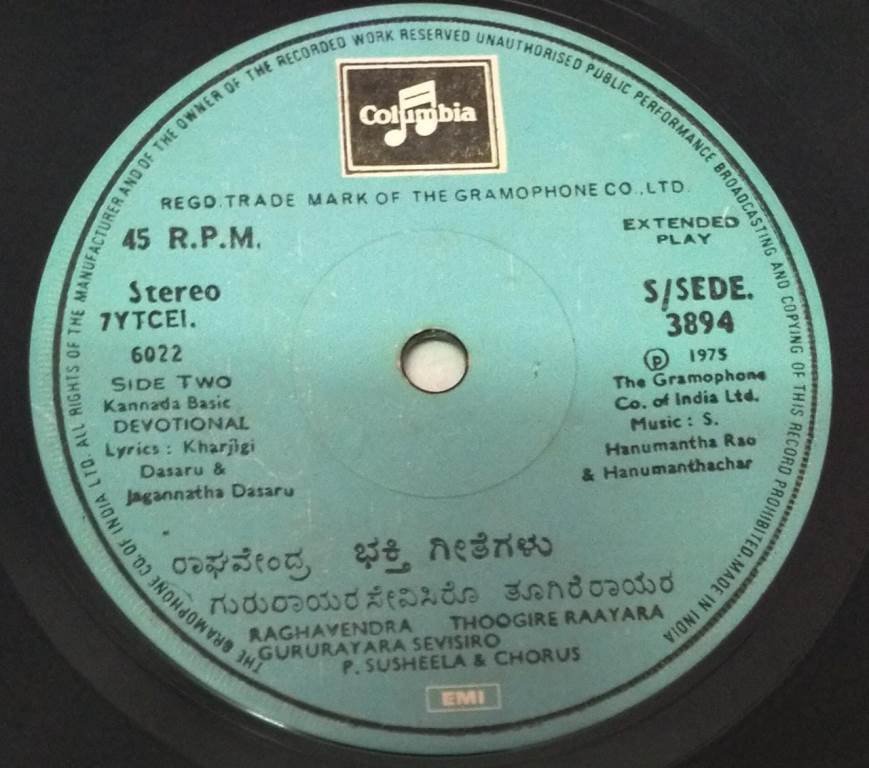 THE GRAMOPHONE CO. OF INDIA LTD. ALL RIGHTS OF THE MANUFACTURER AND OF THE OWNER OF THE RECORDED WORK RESERVED UNAUTHORISED PUBLIC PERFORMANCE BROADCASTING AND COPYING OF THIS RECORD PROHIBITED. MADE IN INDIA
Columbia
REGD. TRADE MARK OF THE GRAMOPHONE CO., LTD.
45 R.P.M.
EXTENDED
PLAY
Stereo
7YTCEI.
6022
SIDE TWO
Kannada Basic
DEVOTIONAL
Lyrics : Kharjigi
Dasaru &
Jagannatha Dasaru
S/SEDE.
3894
Ⓟ 1975
The Gramophone
Co. of India Ltd.
Music : S.
Hanumantha Rao
& Hanumanthachar
ರಾಘವೇಂದ್ರ ಭಕ್ತಿ ಗೀತೆಗಳು
ಗುರುರಾಯರ ಸೇವಿಸಿರೊ ತೂಗಿರೆ ರಾಯರ
RAGHAVENDRA THOOGIRE RAAYARA
GURURAYARA SEVISIRO
P. SUSHEELA & CHORUS
EMI